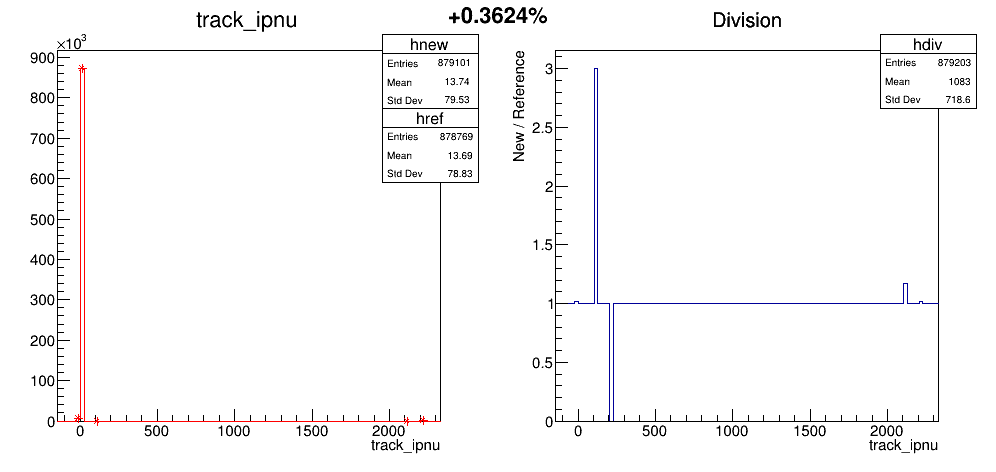 track_ipnu
+0.3624%
Division
×10³
hnew
Entries 879101
Mean 13.74
Std Dev 79.53
href
Entries 878769
Mean 13.69
Std Dev 78.83
900
800
700
600
500
400
300
200
100
0
0 500 1000 1500 2000
track_ipnu
hdiv
Entries 879203
Mean 1083
Std Dev 718.6
New / Reference
3
2.5
2
1.5
1
0.5
0
0 500 1000 1500 2000
track_ipnu